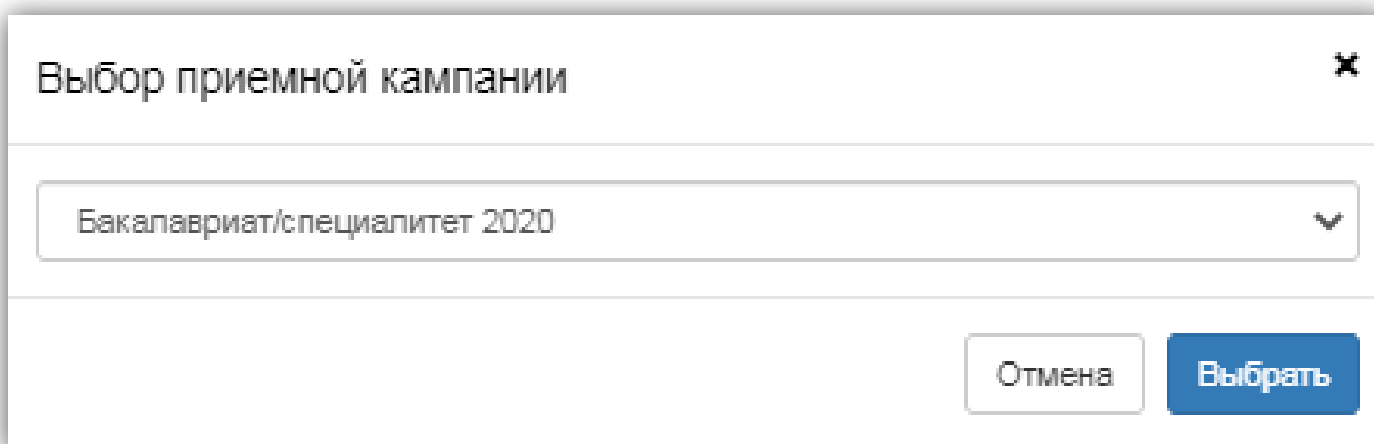 Выбор приемной кампании
Бакалавриат/специалитет 2020
Отмена
Выбрать